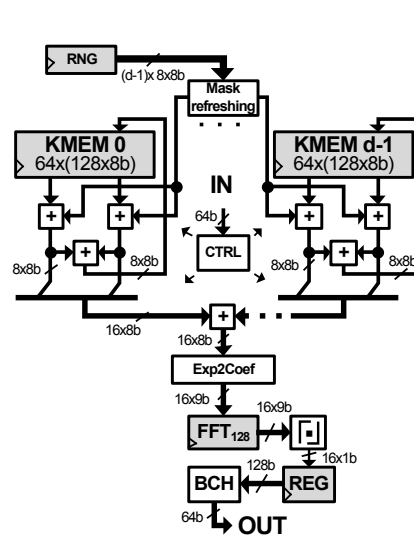 RNG
(d-1)x 8x8b
Mask
refreshing
. . .
KMEM 0
64x(128x8b)
KMEM d-1
64x(128x8b)
IN
64b
+
+
+
+
+
+
CTRL
8x8b
8x8b
8x8b
8x8b
16x8b
+
16x8b
Exp2Coef
16x9b
16x9b
FFT128
16x1b
128b
BCH
REG
64b
OUT